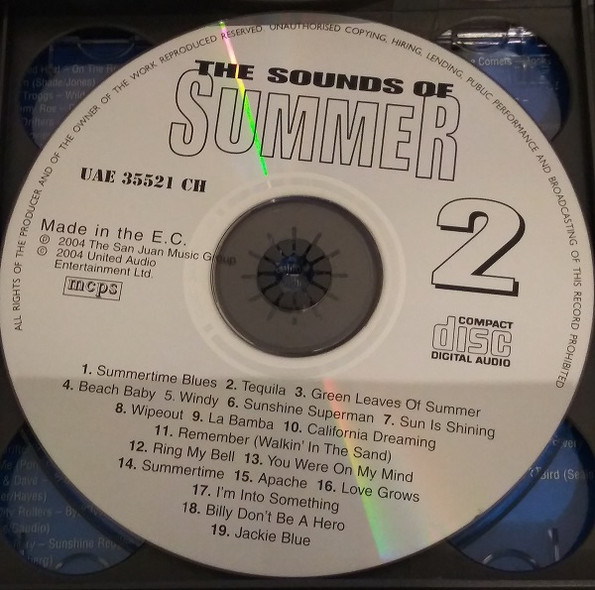 ALL RIGHTS OF THE PRODUCER AND OF THE OWNER OF THE WORK REPRODUCED RESERVED. UNAUTHORISED COPYING, HIRING, LENDING, PUBLIC PERFORMANCE AND BROADCASTING OF THIS RECORD PROHIBITED
THE SOUNDS OF
SUMMER
UAE 35521 CH
2
Made in the E.C.
℗ 2004 The San Juan Music Group
© 2004 United Audio
Entertainment Ltd.
mcps
COMPACT
disc
DIGITAL AUDIO
1. Summertime Blues 2. Tequila 3. Green Leaves Of Summer
4. Beach Baby 5. Windy 6. Sunshine Superman 7. Sun Is Shining
8. Wipeout 9. La Bamba 10. California Dreaming
11. Remember (Walkin' In The Sand)
12. Ring My Bell 13. You Were On My Mind
14. Summertime 15. Apache 16. Love Grows
17. I'm Into Something
18. Billy Don't Be A Hero
19. Jackie Blue